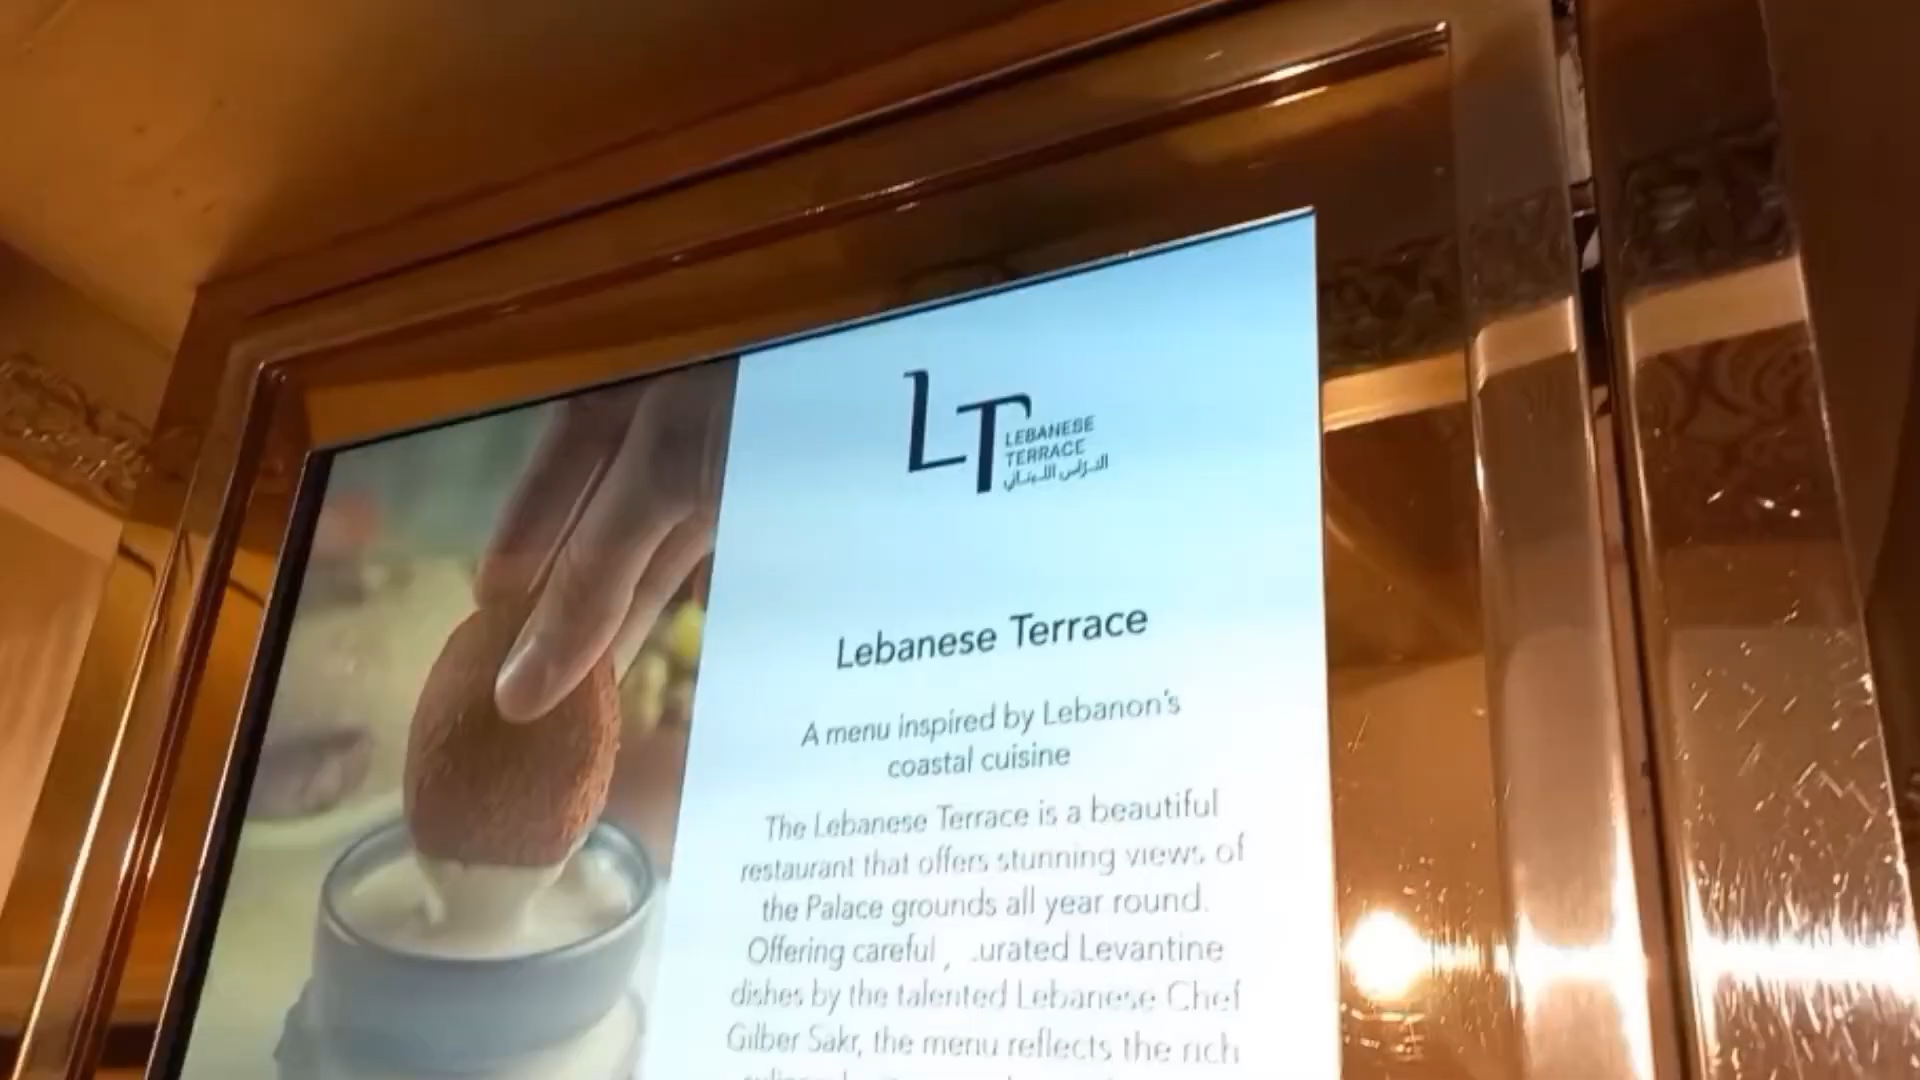 LT
LEBANESE
TERRACE
التراس اللبناني
Lebanese Terrace
A menu inspired by Lebanon's
coastal cuisine
The Lebanese Terrace is a beautiful
restaurant that offers stunning views of
the Palace grounds all year round.
Offering careful , .urated Levantine
dishes by the talented Lebanese Chef
Gilber Sakr, the menu reflects the rich